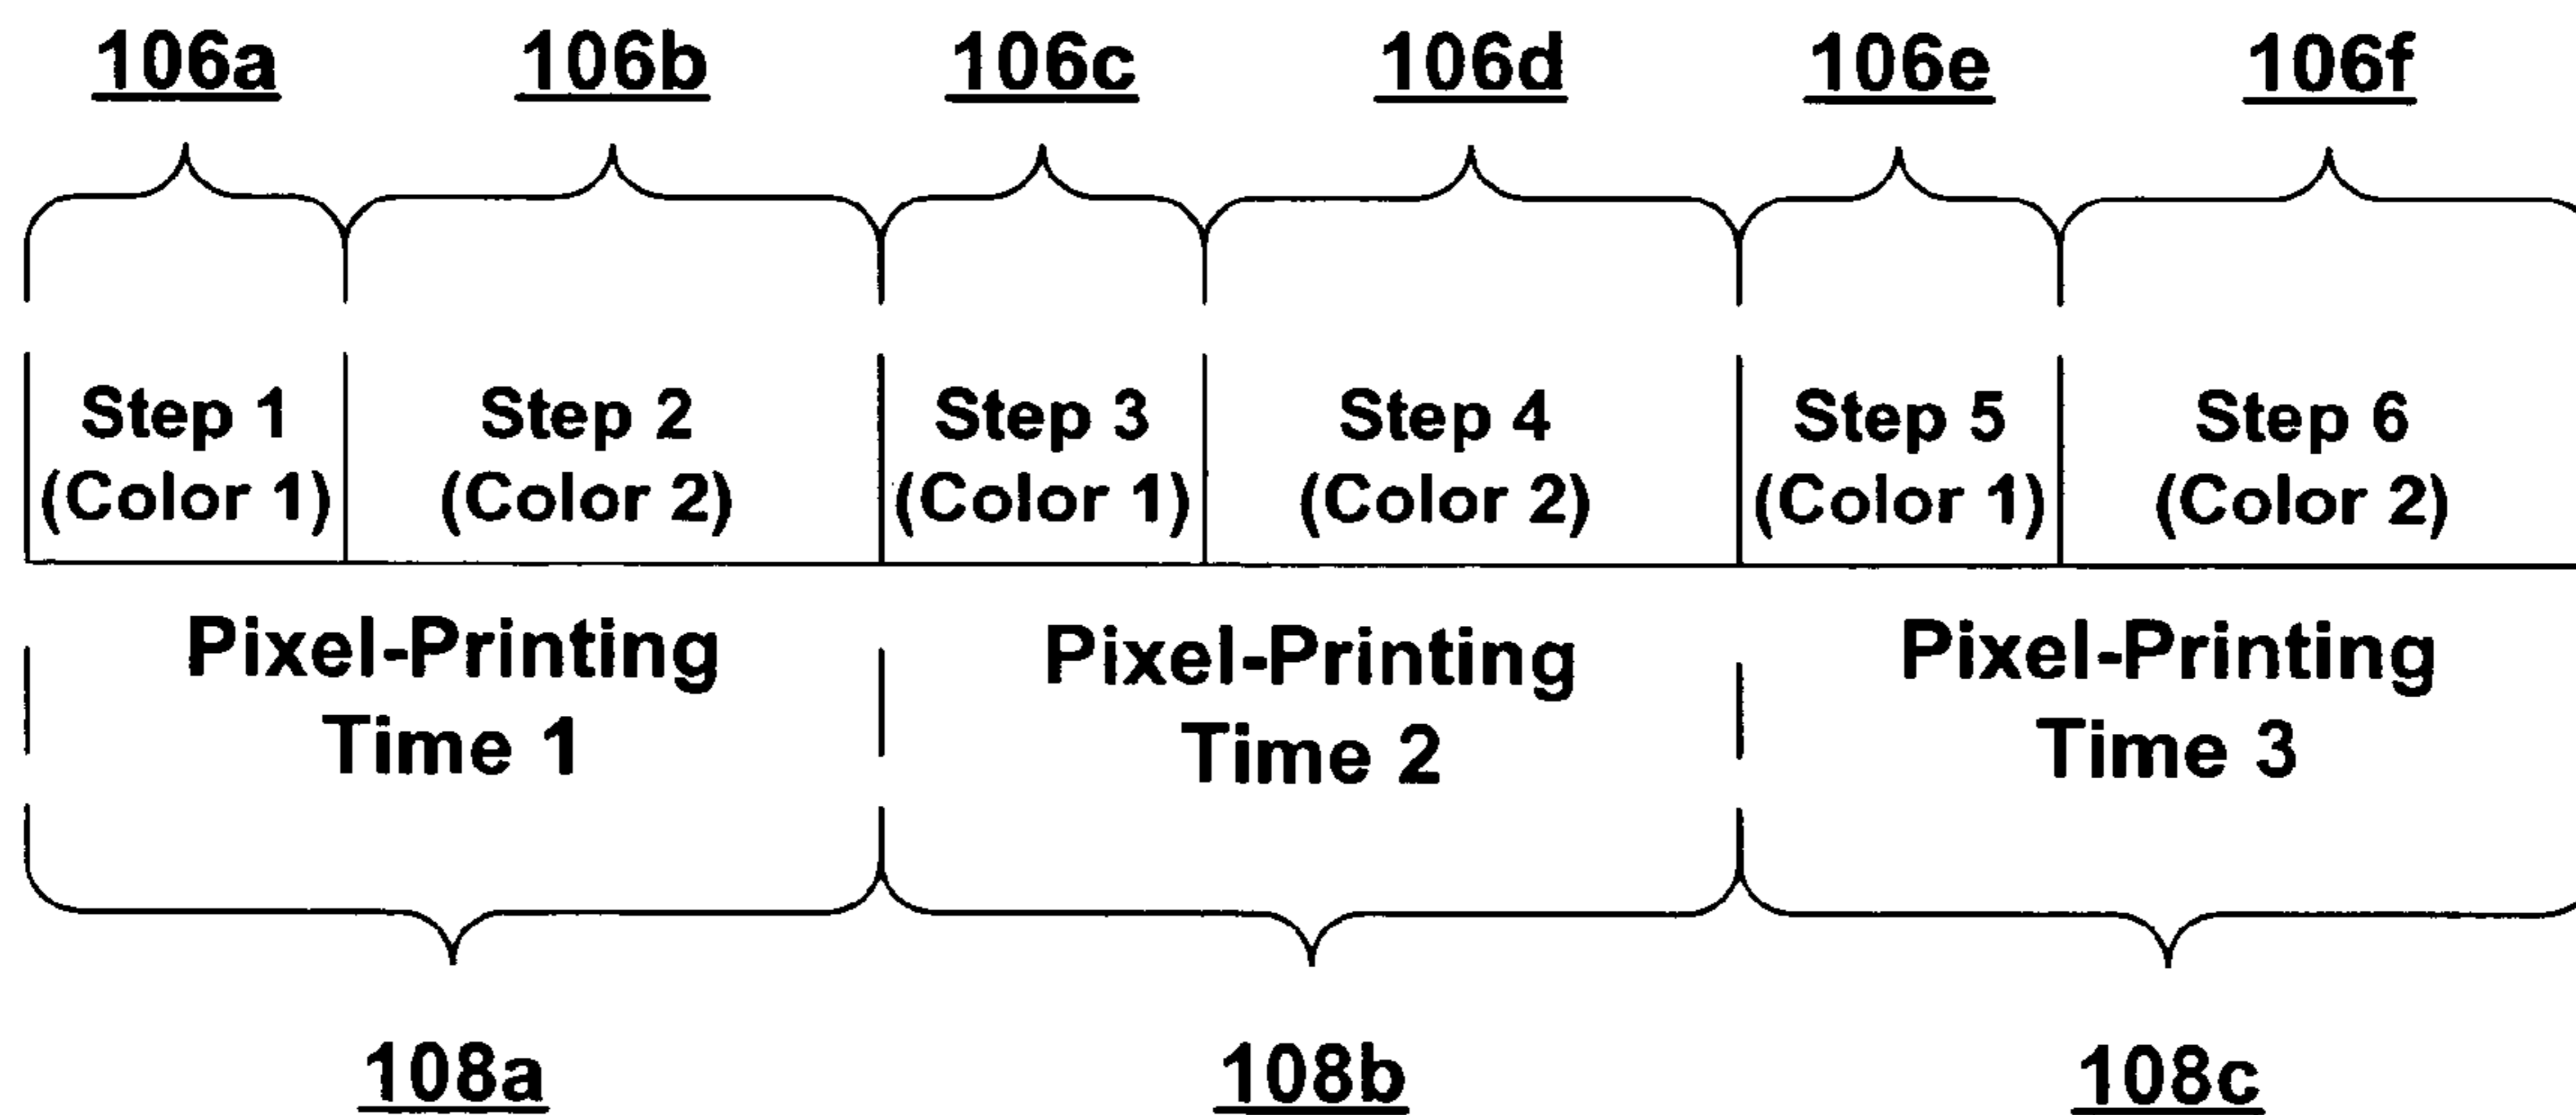 106a 106b 106c 106d 106e 106f
Step 1 Step 2 Step 3 Step 4 Step 5 Step 6
(Color 1) (Color 2) (Color 1) (Color 2) (Color 1) (Color 2)
Pixel-Printing Pixel-Printing Pixel-Printing
Time 1 Time 2 Time 3
108a 108b 108c